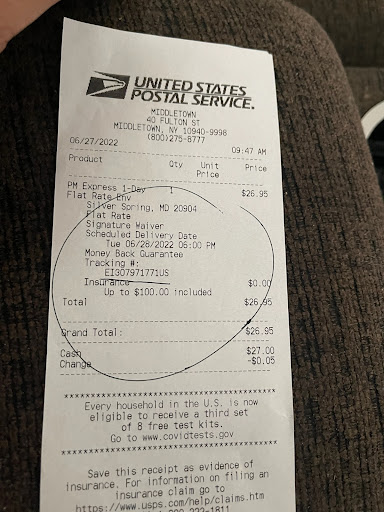 UNITED STATES
POSTAL SERVICE.
MIDDLETOWN
40 FULTON ST
MIDDLETOWN, NY 10940-9998
(800)275-8777
06/27/2022 09:47 AM
Product Qty Unit Price
Price
PM Express 1-Day 1 $26.95
Flat Rate Env
Silver Spring, MD 20904
Flat Rate
Signature Waiver
Scheduled Delivery Date
Tue 06/28/2022 06:00 PM
Money Back Guarantee
Tracking #:
EI307971771US
Insurance $0.00
Up to $100.00 included
Total $26.95
Grand Total: $26.95
Cash $27.00
Change -$0.05
Every household in the U.S. is now
eligible to receive a third set
of 8 free test kits.
Go to www.covidtests.gov
Save this receipt as evidence of
insurance. For information on filing an
insurance claim go to
https://www.usps.com/help/claims.htm